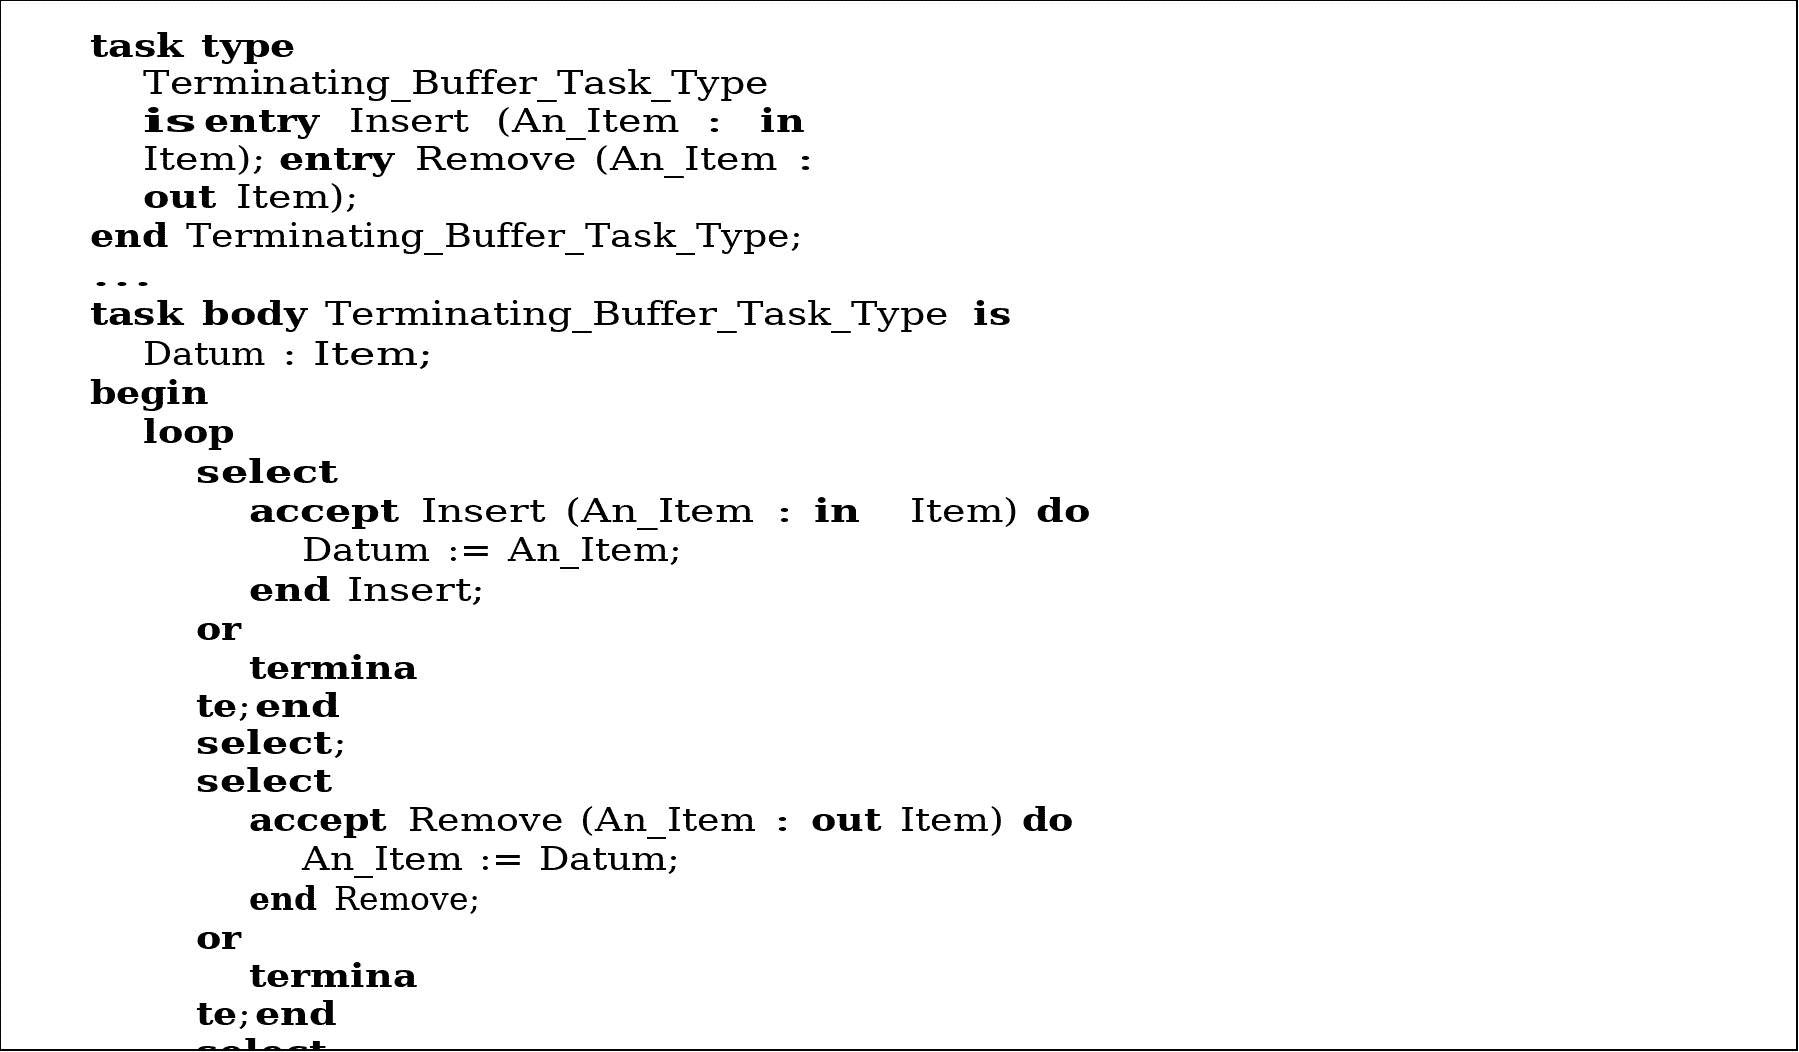 task type
Terminating_Buffer_Task_Type
is entry Insert (An_Item : in
Item); entry Remove (An_Item :
out Item);
end Terminating_Buffer_Task_Type;
...
task body Terminating_Buffer_Task_Type is
Datum : Item;
begin
loop
select
accept Insert (An_Item : in Item) do
Datum := An_Item;
end Insert;
or
termina
te; end
select;
select
accept Remove (An_Item : out Item) do
An_Item := Datum;
end Remove;
or
termina
te; end
select